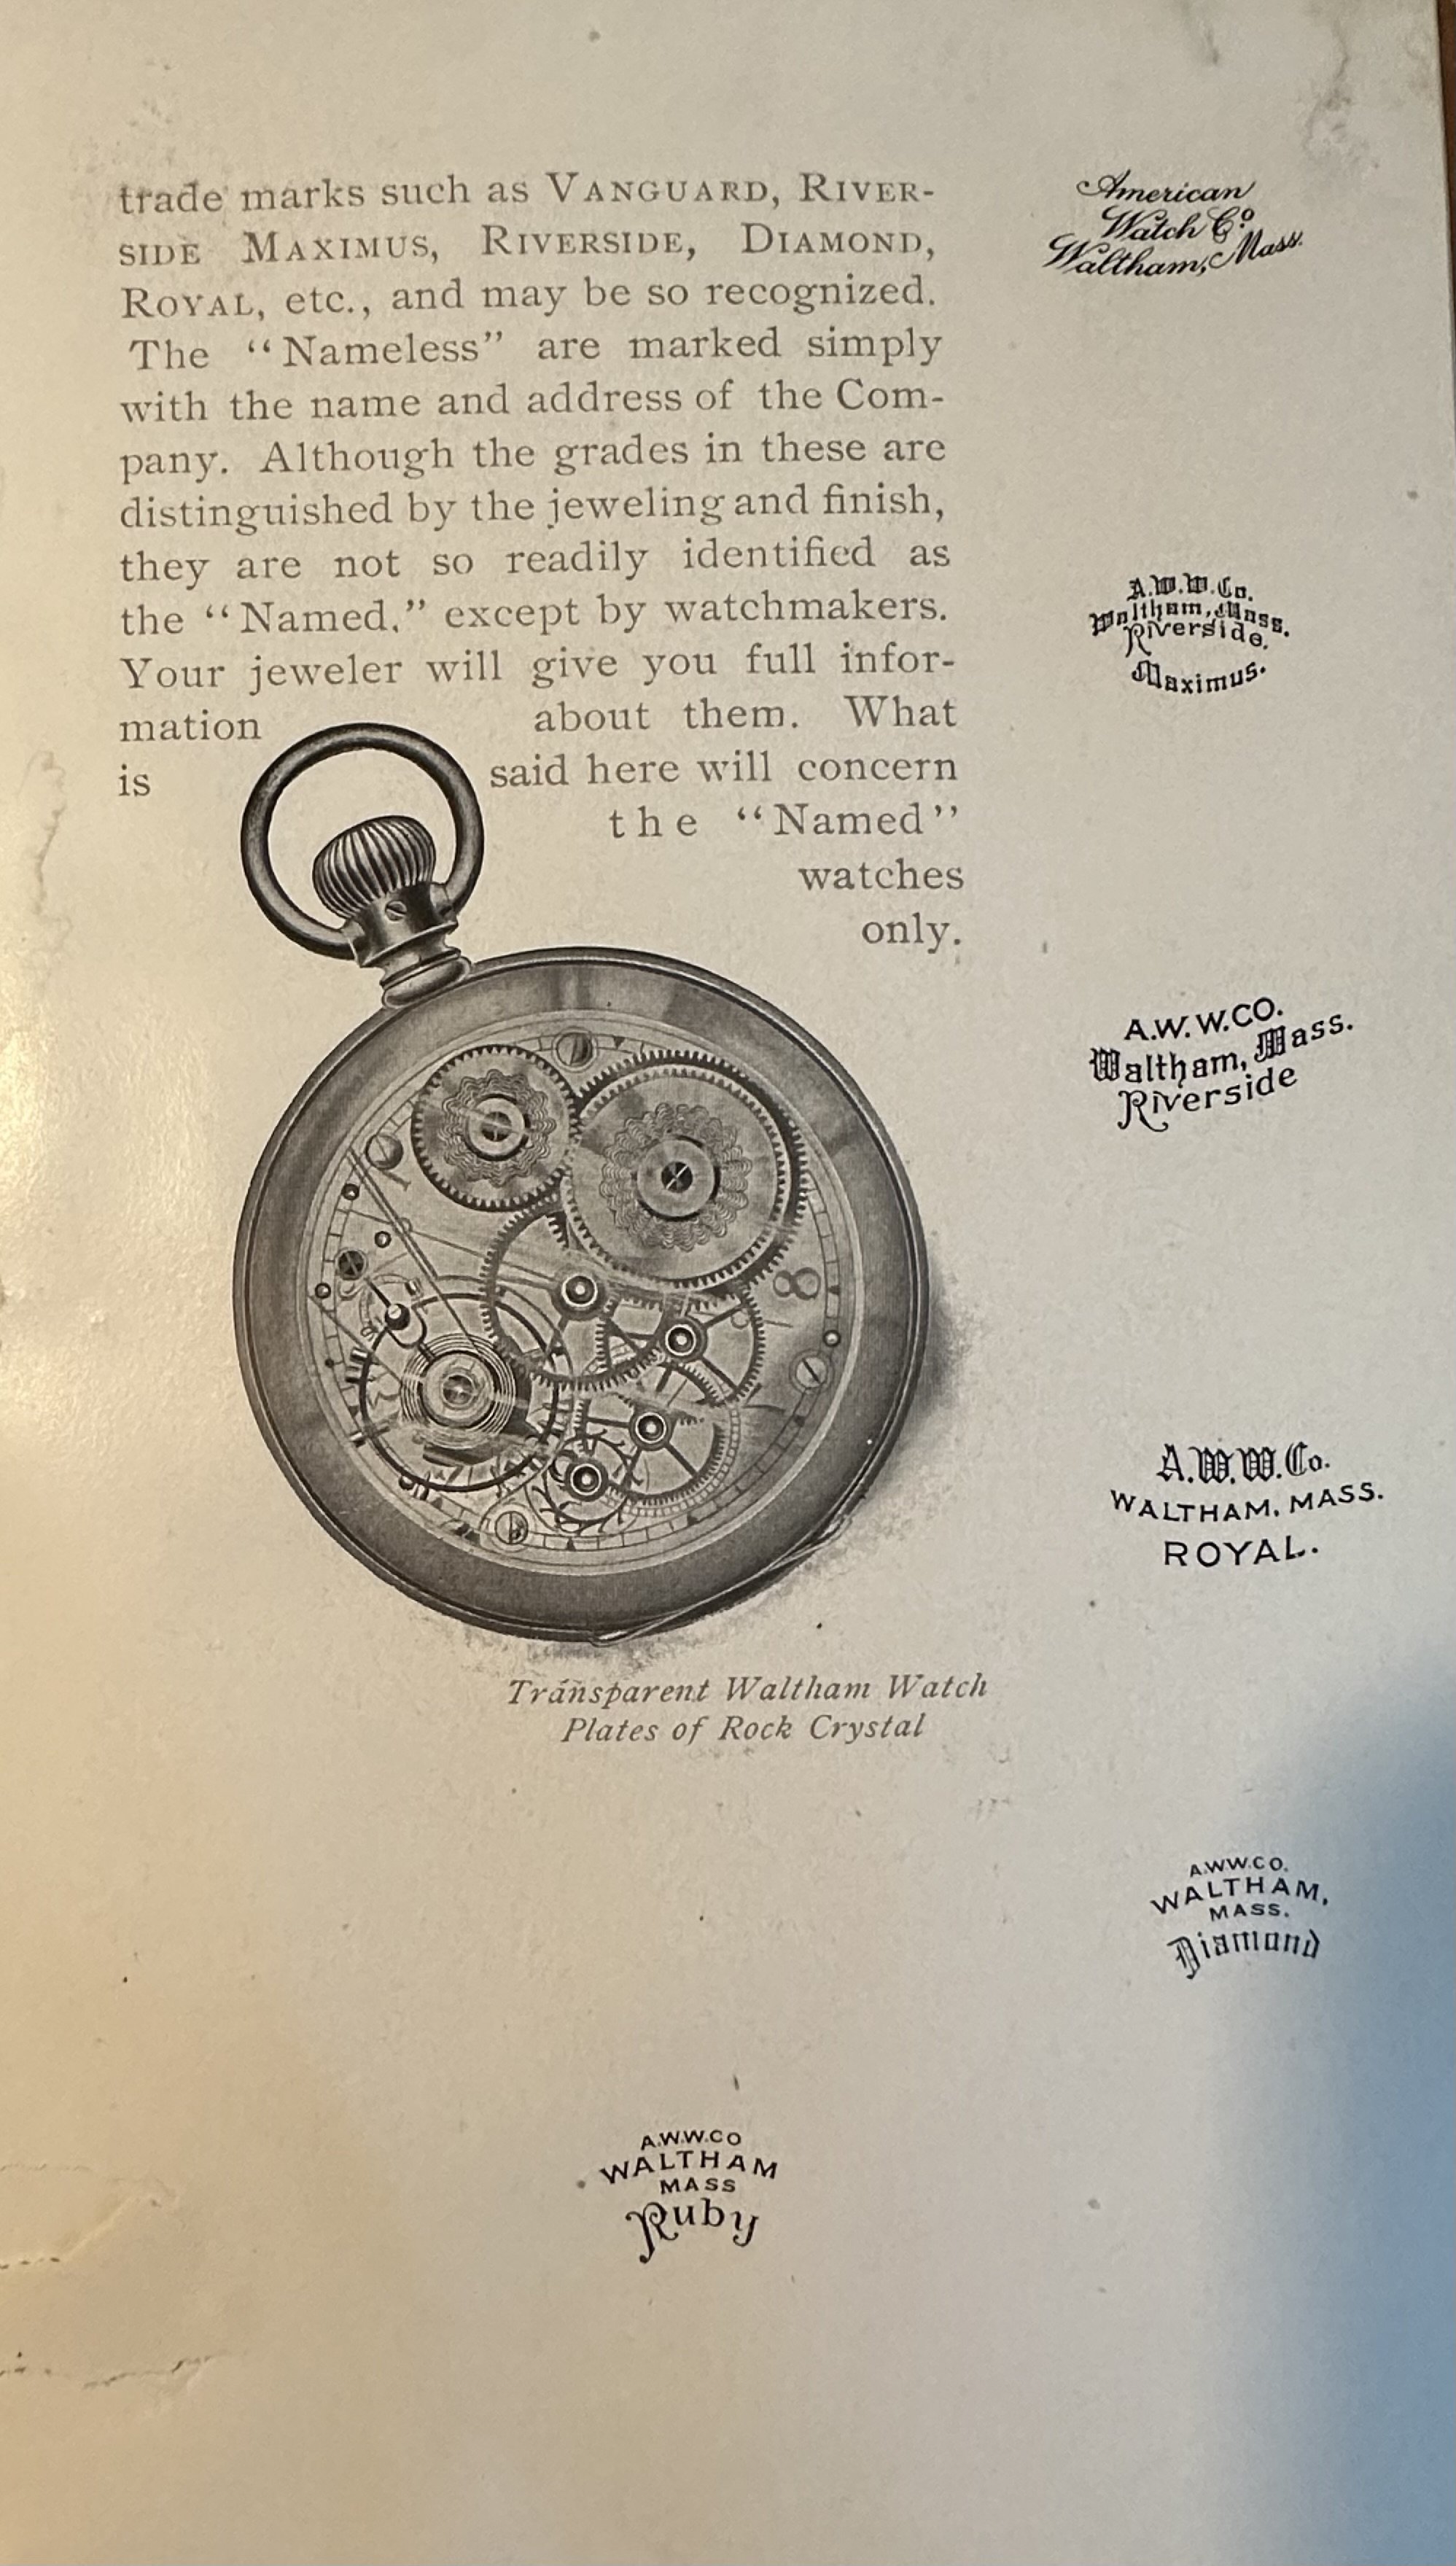 trade marks such as VANGUARD, RIVER-
SIDE MAXIMUS, RIVERSIDE, DIAMOND,
ROYAL, etc., and may be so recognized.
The “Nameless” are marked simply
with the name and address of the Com-
pany. Although the grades in these are
distinguished by the jeweling and finish,
they are not so readily identified as
the “Named,” except by watchmakers.
Your jeweler will give you full infor-
mation about them. What
is said here will concern
the “Named”
watches
only.
8
Transparent Waltham Watch
Plates of Rock Crystal
American
Watch Co
Waltham, Mass.
A.W.W.Co.
Waltham, Mass.
Riverside.
Maximus.
A.W.W.CO.
Waltham, Mass.
Riverside
A.W.W.Co.
WALTHAM, MASS.
ROYAL.
A.W.W.CO.
WALTHAM,
MASS.
Diamond
A.W.W.CO
WALTHAM
MASS
Ruby